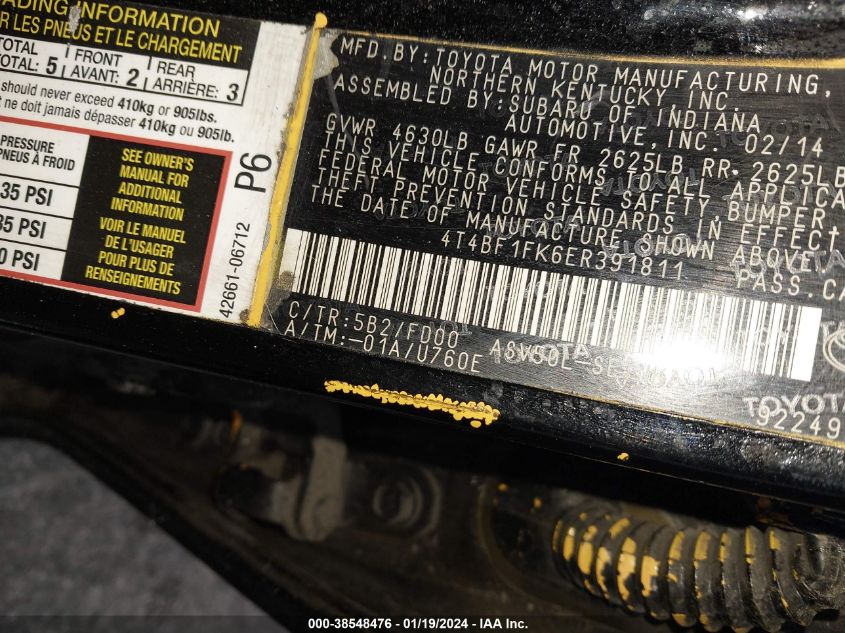 ADING INFORMATION
R LES PNEUS ET LE CHARGEMENT
TOTAL
TOTAL: 5
FRONT
AVANT: 2
REAR
ARRIÈRE: 3
should never exceed 410kg or 905lbs.
nt ne doit jamais dépasser 410kg ou 905lb.
PRESSURE
PNEUS À FROID
35 PSI
35 PSI
0 PSI
SEE OWNER'S
MANUAL FOR
ADDITIONAL
INFORMATION
VOIR LE MANUEL
DE L'USAGER
POUR PLUS DE
RENSEIGNEMENTS
P6
42661-06712
MFD. BY: TOYOTA MOTOR MANUFACTURING,
NORTHERN KENTUCKY INC.
ASSEMBLED BY: SUBARU OF INDIANA
AUTOMOTIVE, INC. 02/14
GVWR 4630LB GAWR FR 2625LB RR 2625LB
THIS VEHICLE CONFORMS TO ALL APPLICA
FEDERAL MOTOR VEHICLE SAFETY, BUMPER
THEFT PREVENTION STANDARDS IN EFFECT
THE DATE OF MANUFACTURE SHOWN ABOVE.
4T4BF1FK6ER391811
PASS.CA
C/TR:5B2/FD00
A/TM:-01A/U760E
TOYOTA
92249
000-38548476 - 01/19/2024 - IAA Inc.